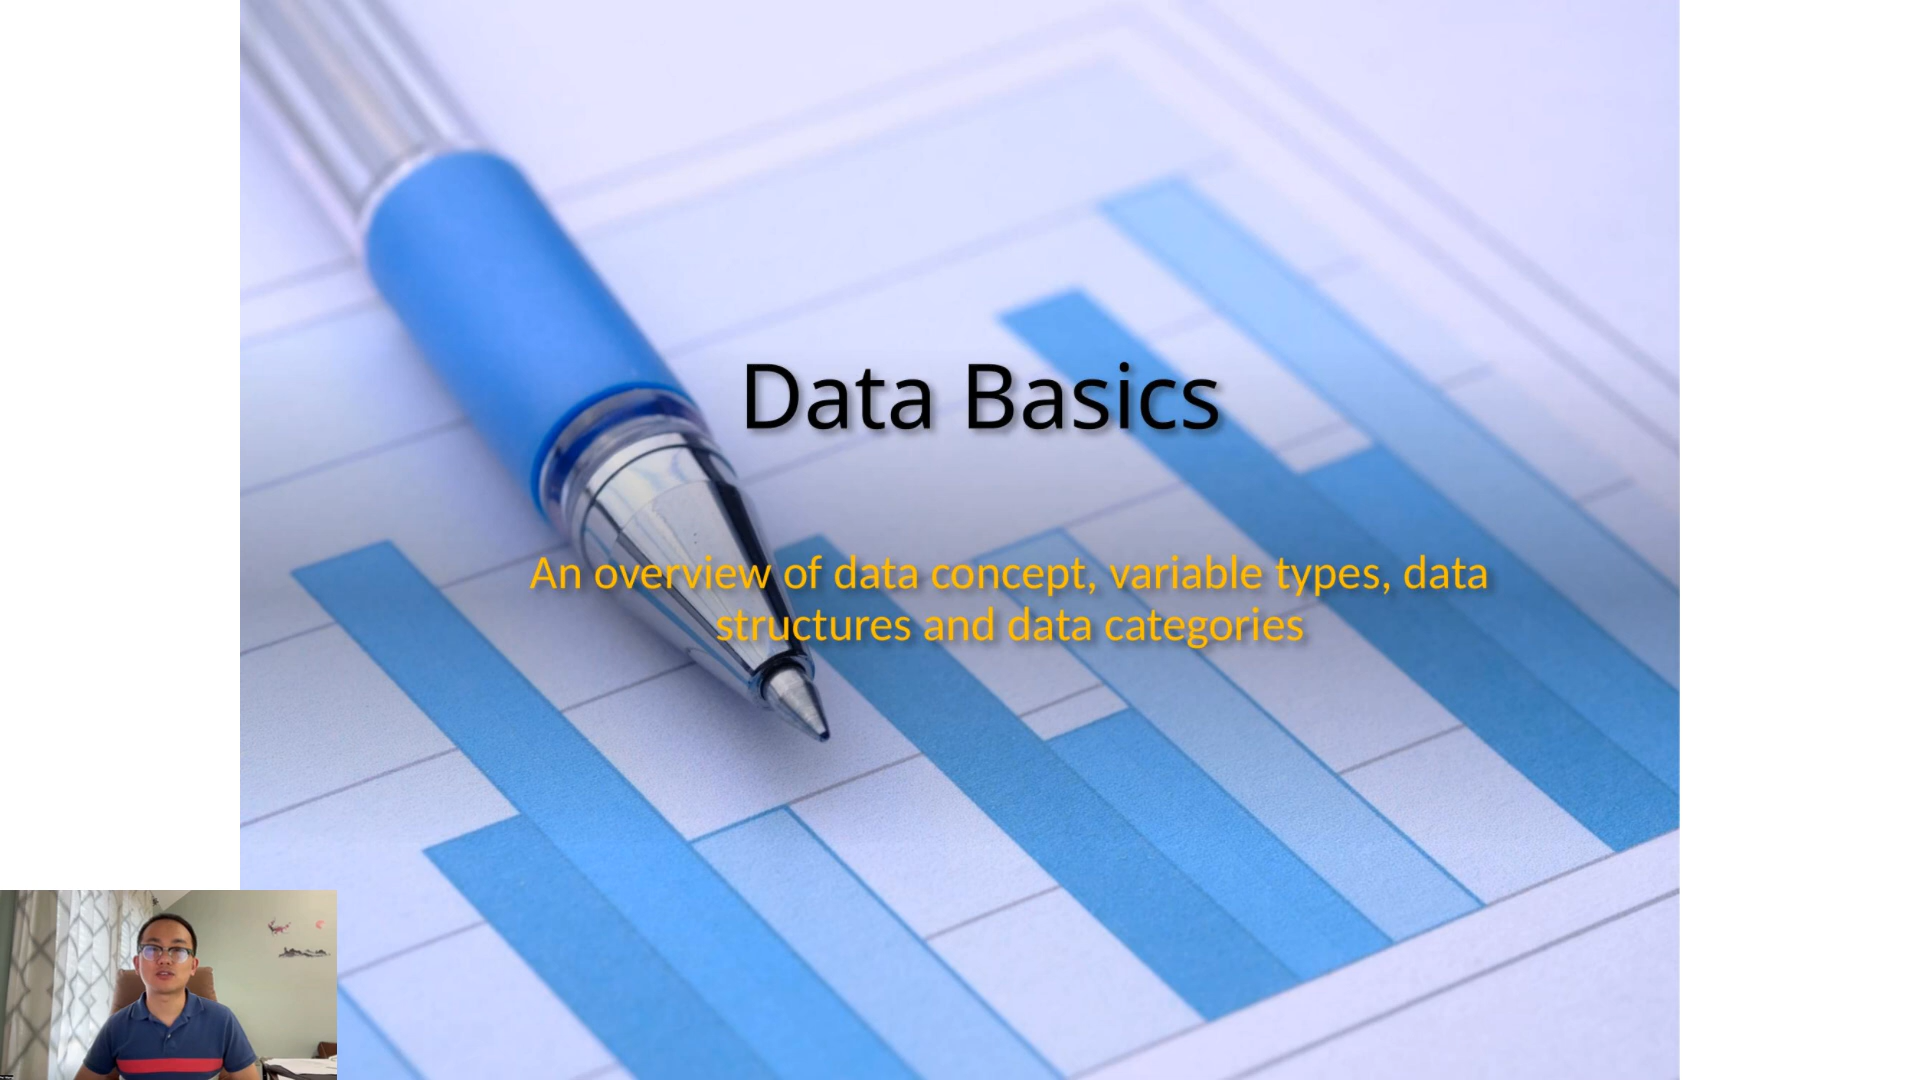 Data Basics
An overview of data concept, variable types, data
structures and data categories